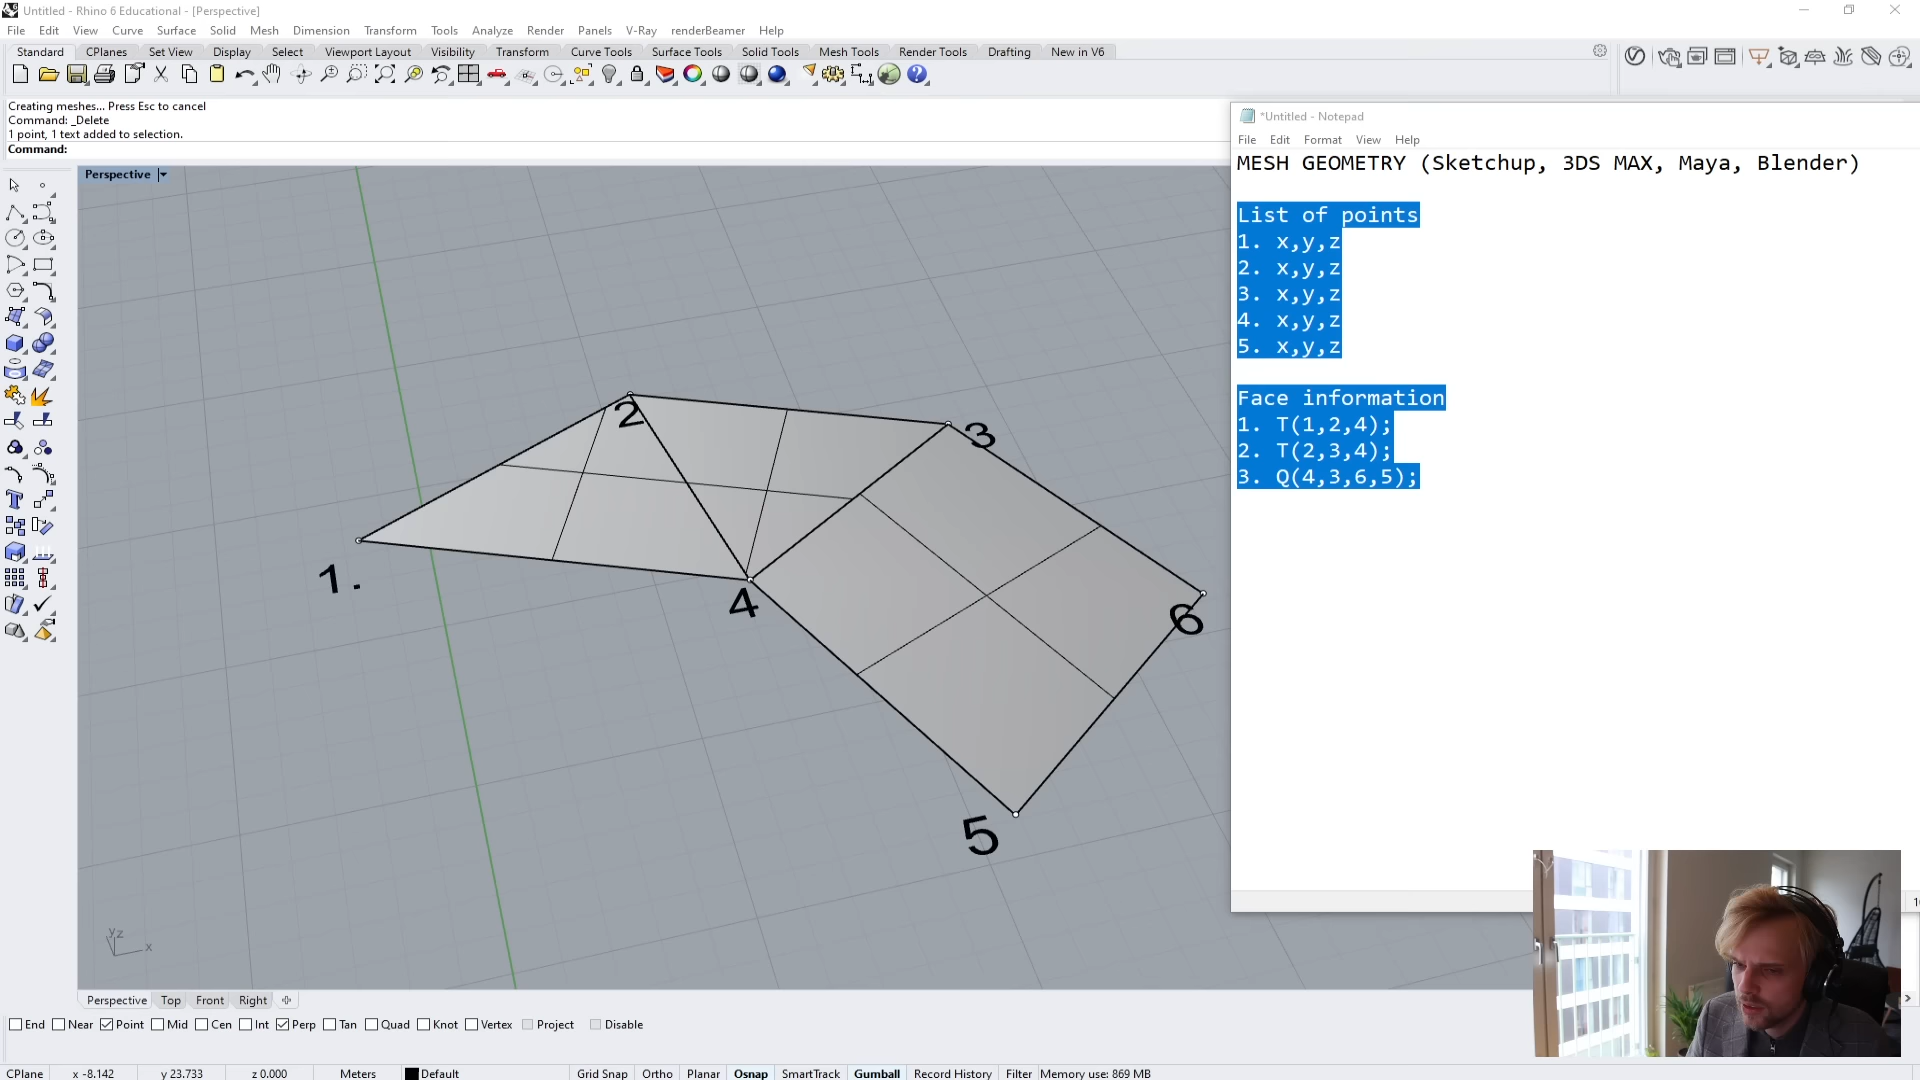 Untitled - Rhino 6 Educational - [Perspective]
File Edit View Curve Surface Solid Mesh Dimension Transform Tools Analyze Render Panels V-Ray renderBeamer Help
Standard CPlanes Set View Display Select Viewport Layout Visibility Transform Curve Tools Surface Tools Solid Tools Mesh Tools Render Tools Drafting New in V6
Creating meshes... Press Esc to cancel
Command: _Delete
1 point, 1 text added to selection.
Command:
Perspective
2
3
1.
4
6
5
yz
x
*Untitled - Notepad
File Edit Format View Help
MESH GEOMETRY (Sketchup, 3DS MAX, Maya, Blender)
List of points
1. x,y,z
2. x,y,z
3. x,y,z
4. x,y,z
5. x,y,z
Face information
1. T(1,2,4);
2. T(2,3,4);
3. Q(4,3,6,5);
Perspective Top Front Right
End Near Point Mid Cen Int Perp Tan Quad Knot Vertex Project Disable
CPlane x -8.142 y 23.733 z 0.000 Meters Default Grid Snap Ortho Planar Osnap SmartTrack Gumball Record History Filter Memory use: 869 MB